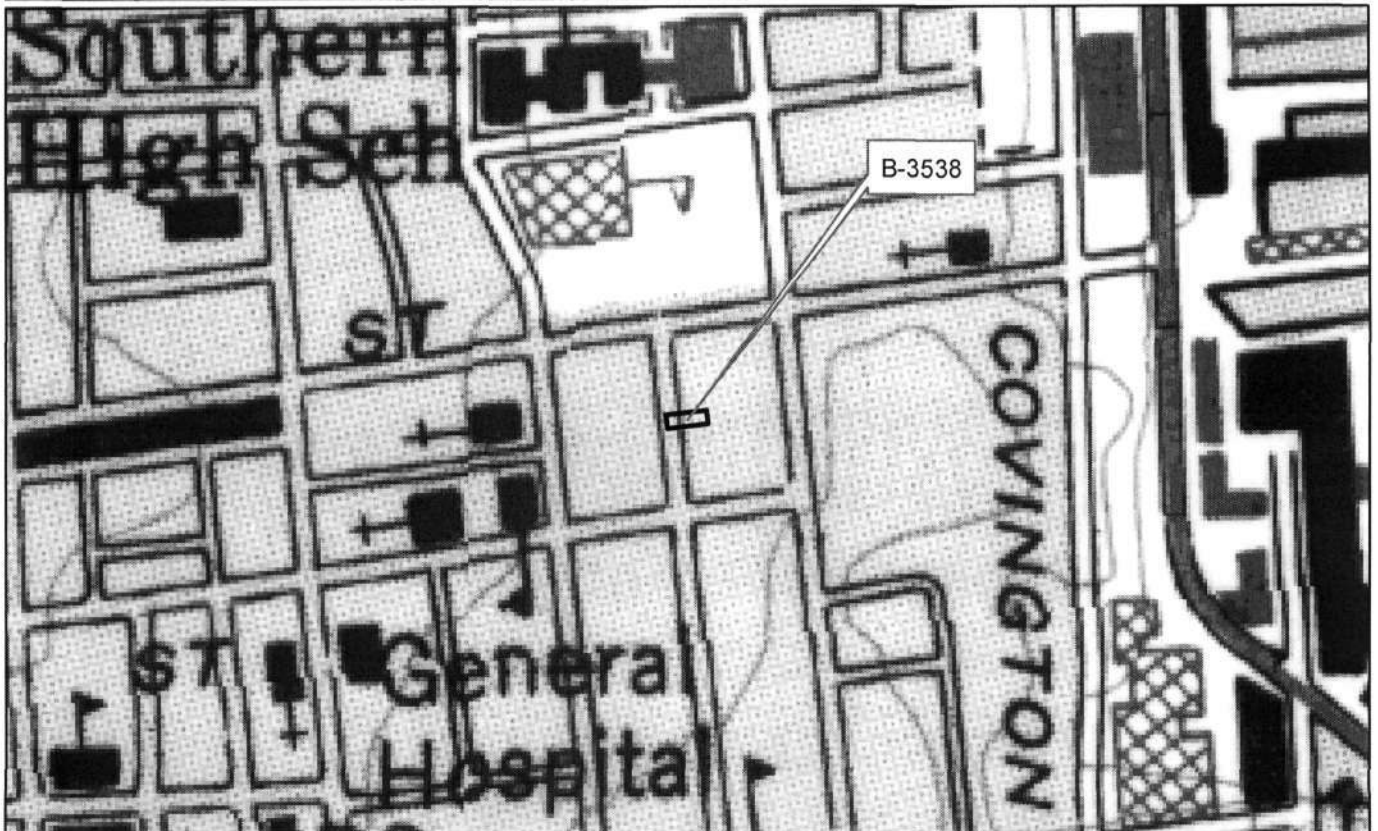 Southern
High Sch
B-3538
ST
COVINGTON
ST
General
Hospital